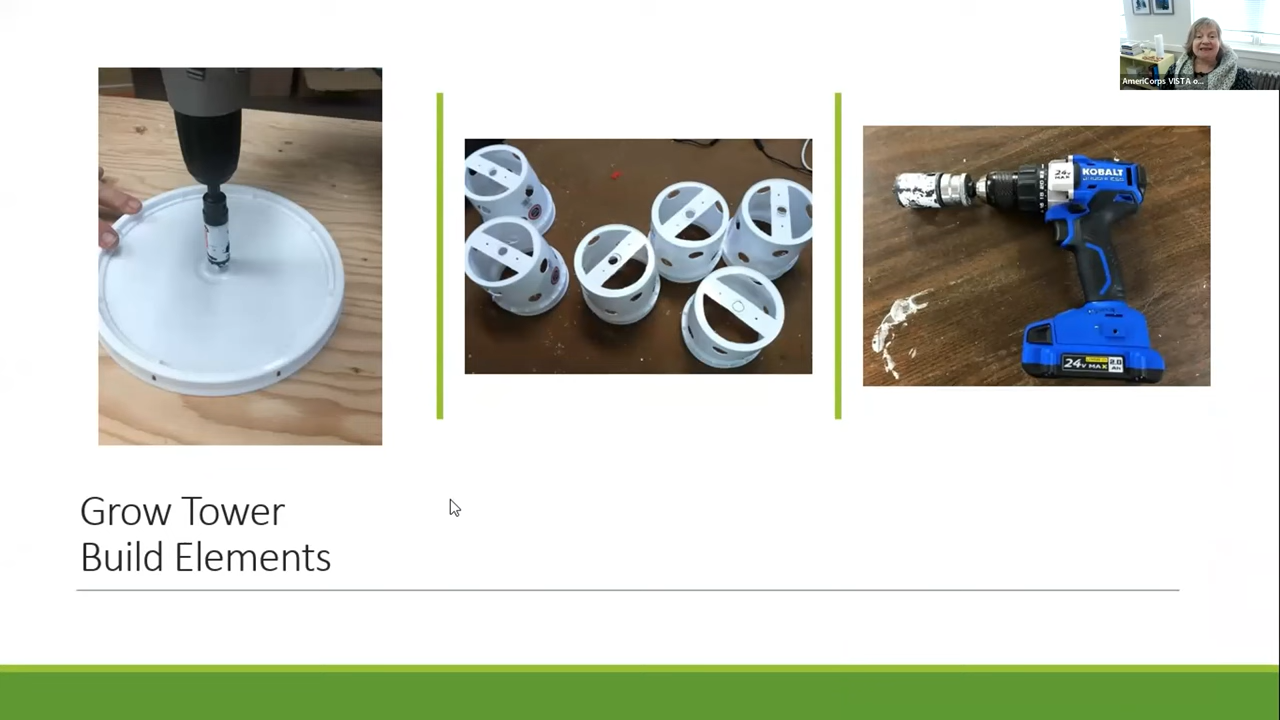 AmeriCorps VISTA o...
KOBALT
24v
MAX
24V MAX
2.0
Ah
Grow Tower
Build Elements